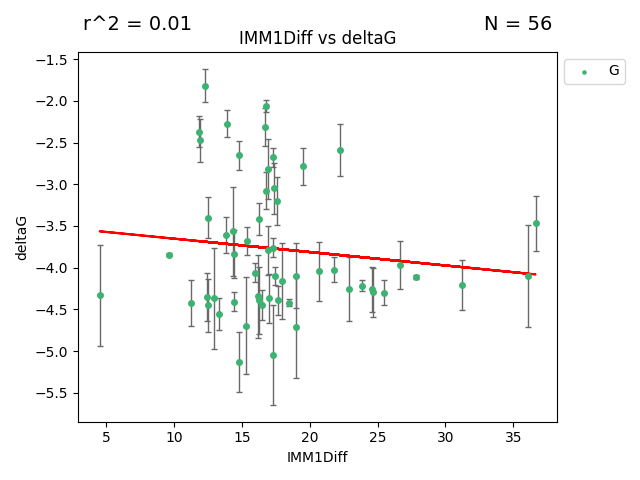 r^2 = 0.01
N = 56
IMM1Diff vs deltaG
G
−1.5
−2.0
−2.5
−3.0
−3.5
−4.0
−4.5
−5.0
−5.5
deltaG
5 10 15 20 25 30 35
IMM1Diff